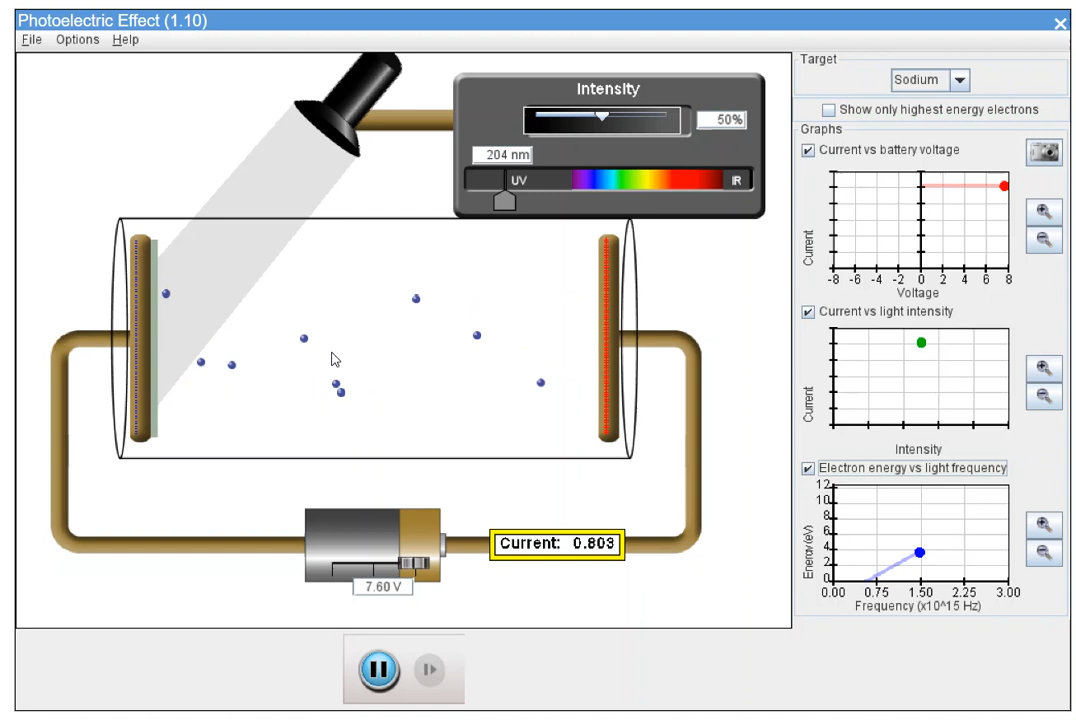 Photoelectric Effect (1.10)
File Options Help
Intensity
50%
204 nm
UV IR
Current: 0.803
7.60 V
Target
Sodium
Show only highest energy electrons
Graphs
Current vs battery voltage
Current
-8 -6 -4 -2 0 2 4 6 8
Voltage
Current vs light intensity
Current
Intensity
Electron energy vs light frequency
Energy (eV)
12
10
8
6
4
2
0
0.00 0.75 1.50 2.25 3.00
Frequency (x10^15 Hz)